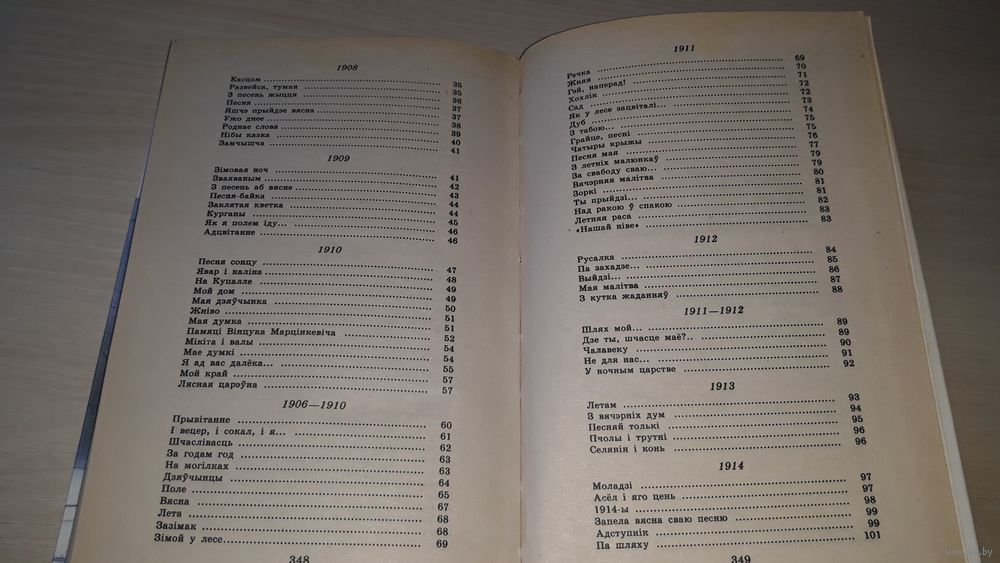 1908
Касцам 35
Развейся, туман 35
З песень жыцця 36
Песня 37
Яшчэ прыйдзе вясна 37
Ужо днее 38
Роднае слова 39
Нібы казка 40
Замчышча 41
1909
Зімовая ноч 41
Зваяваным 42
З песень аб вясне 43
Песня-байка 44
Заклятая кветка 44
Курганы 45
Як я полем іду... 46
Адцвітанне 46
1910
Песня сонцу 47
Явар і каліна 48
На Купалле 49
Мой дом 49
Мая дзяўчынка 50
Жніво 51
Мая думка 51
Памяці Вінцука Марцінкевіча 52
Мікіта і валы 54
Мае думкі 54
Я ад вас далёка... 55
Мой край 57
Лясная царэўна 57
1906—1910
Прывітанне 60
І вецер, і сокал, і я... 61
Шчаслівасць 62
За годам год 63
На могілках 63
Дзяўчынцы 64
Поле 65
Вясна 67
Лета 68
Зазімак 68
Зімой у лесе 69
348
1911
Рэчка 69
Жняя 70
Гэй, наперад! 71
Хохлік 72
Сад 72
Як у лесе зацвіталі... 73
Дуб 74
З табою... 75
Грайце, песні 75
Чатыры крыжы 76
Песня мая 77
З летніх малюнкаў 79
За свабоду сваю... 79
Вячэрняя малітва 80
Зоркі 81
Ты прыйдзі... 81
Над ракою ў спакою 82
Летняя раса 83
«Нашай ніве» 83
1912
Русалка 84
Па захадзе... 85
Выйдзі... 86
Мая малітва 87
З кутка жаданняў 88
1911—1912
Шлях мой... 89
Дзе ты, шчасце маё?.. 89
Чалавеку 90
Не для нас... 91
У ночным царстве 92
1913
Летам 93
З вячэрніх дум 94
Песняй толькі 95
Пчолы і трутні 96
Селянін і конь 96
1914
Моладзі 97
Асёл і яго цень 97
1914-ы 98
Запела вясна сваю песню 99
Адступнік 99
Па шляху 101
349